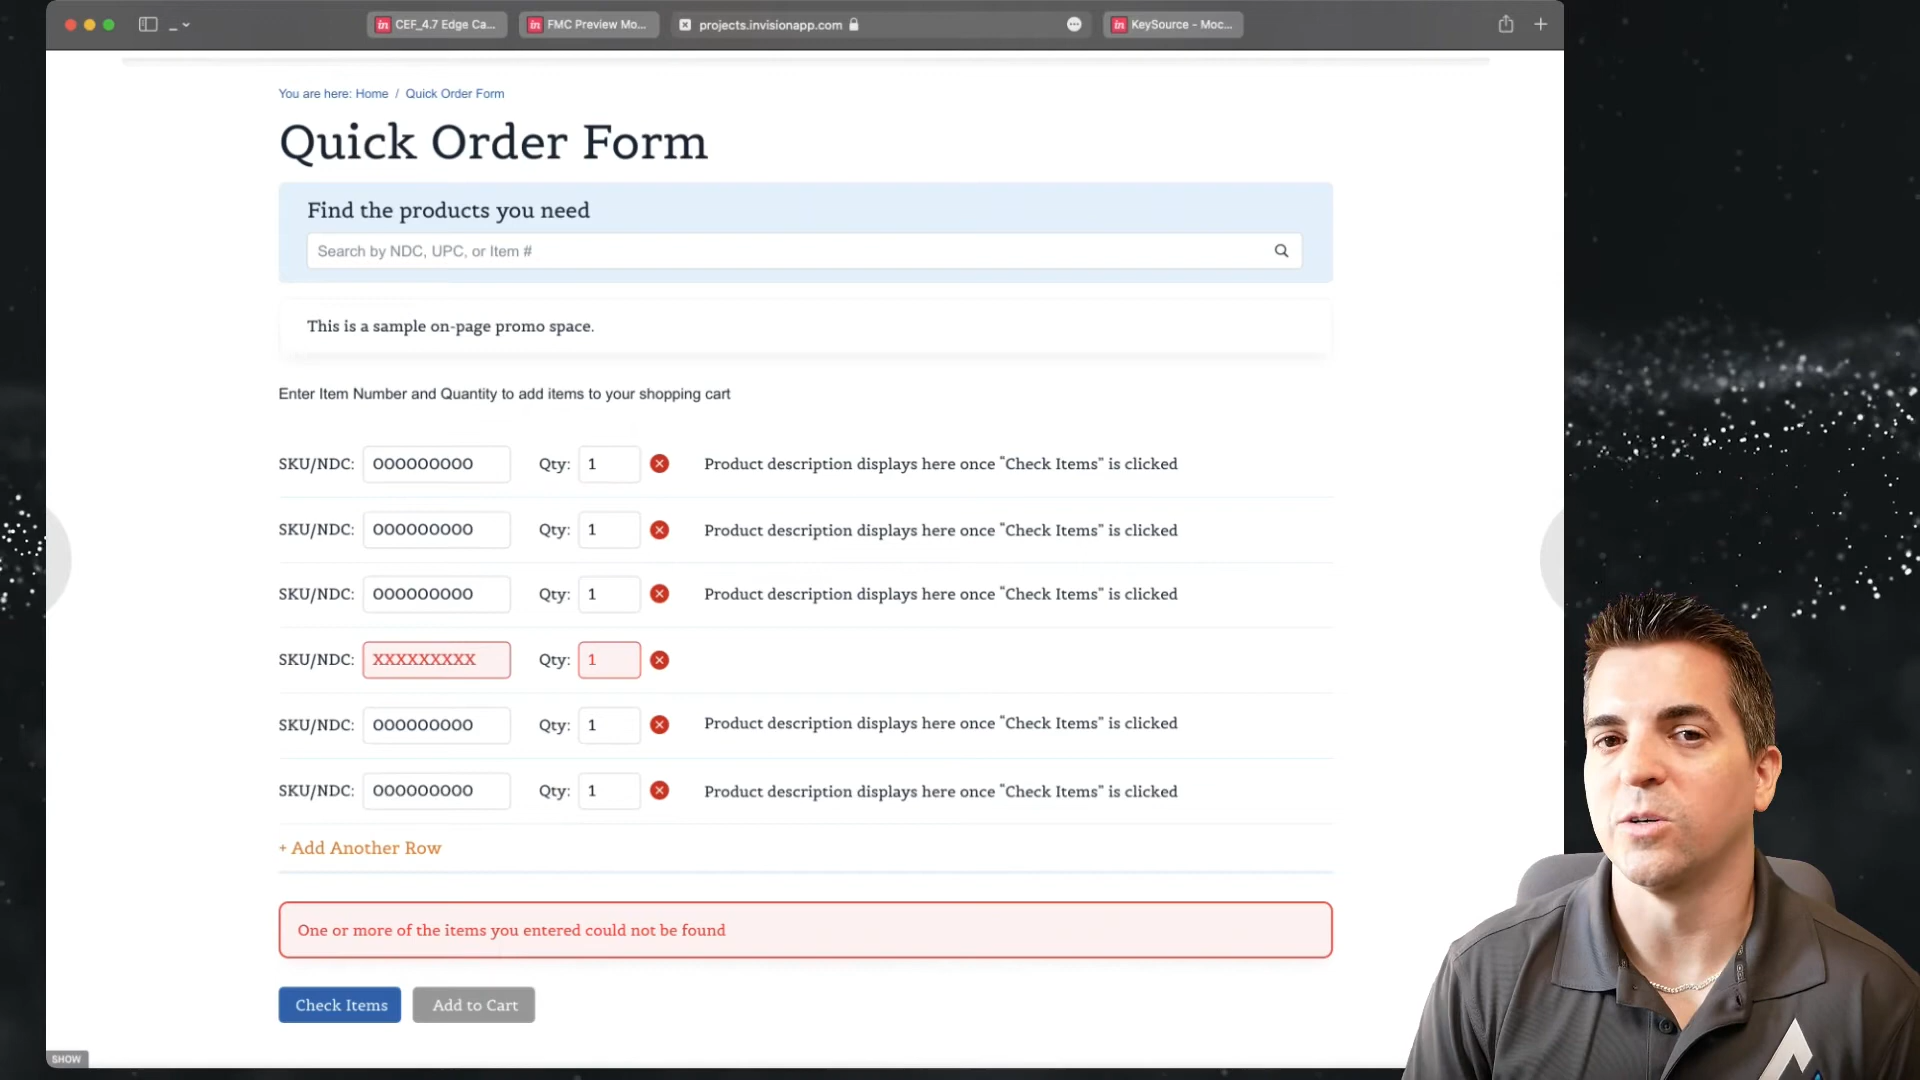 CEF_4.7 Edge Ca...
FMC Preview Mo...
projects.invisionapp.com
KeySource - Moc...
You are here: Home / Quick Order Form
Quick Order Form
Find the products you need
Search by NDC, UPC, or Item #
This is a sample on-page promo space.
Enter Item Number and Quantity to add items to your shopping cart
SKU/NDC: 000000000 Qty: 1 Product description displays here once "Check Items" is clicked
SKU/NDC: 000000000 Qty: 1 Product description displays here once "Check Items" is clicked
SKU/NDC: 000000000 Qty: 1 Product description displays here once "Check Items" is clicked
SKU/NDC: XXXXXXXXX Qty: 1
SKU/NDC: 000000000 Qty: 1 Product description displays here once "Check Items" is clicked
SKU/NDC: 000000000 Qty: 1 Product description displays here once "Check Items" is clicked
+ Add Another Row
One or more of the items you entered could not be found
Check Items Add to Cart
SHOW